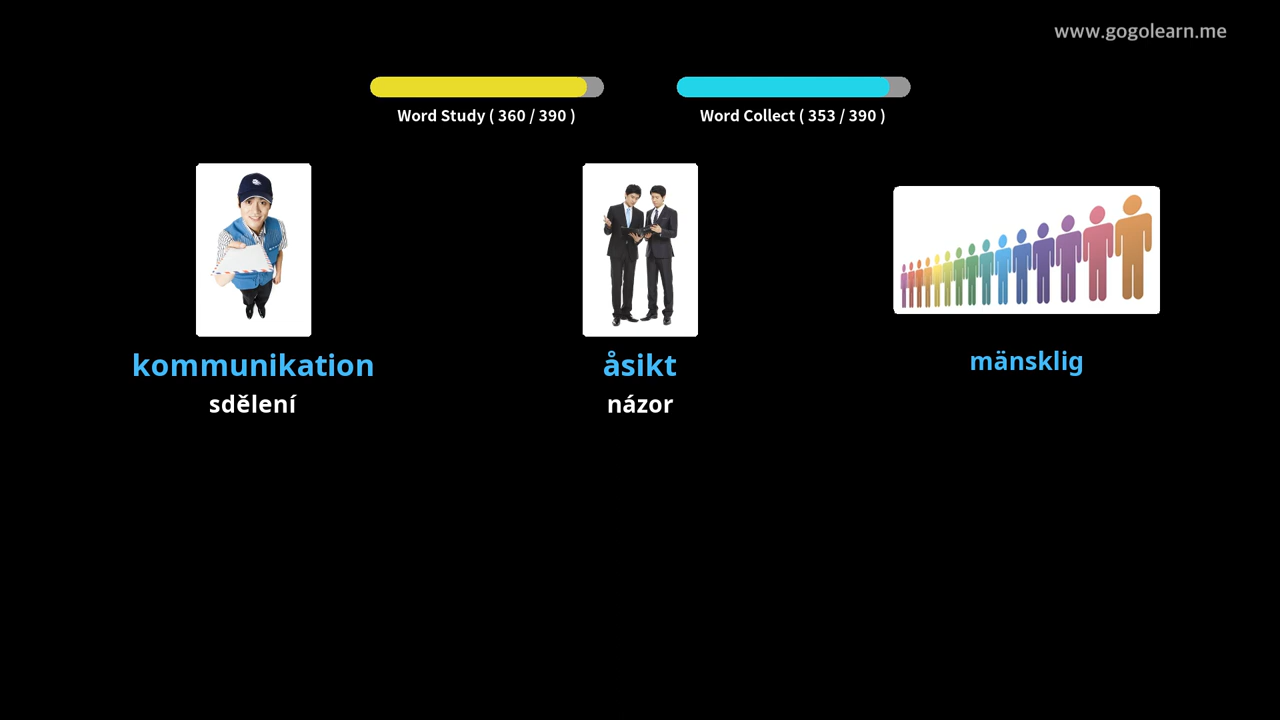 www.gogolearn.me
Word Study ( 360 / 390 )
Word Collect ( 353 / 390 )
kommunikation
sdělení
åsikt
názor
mänsklig